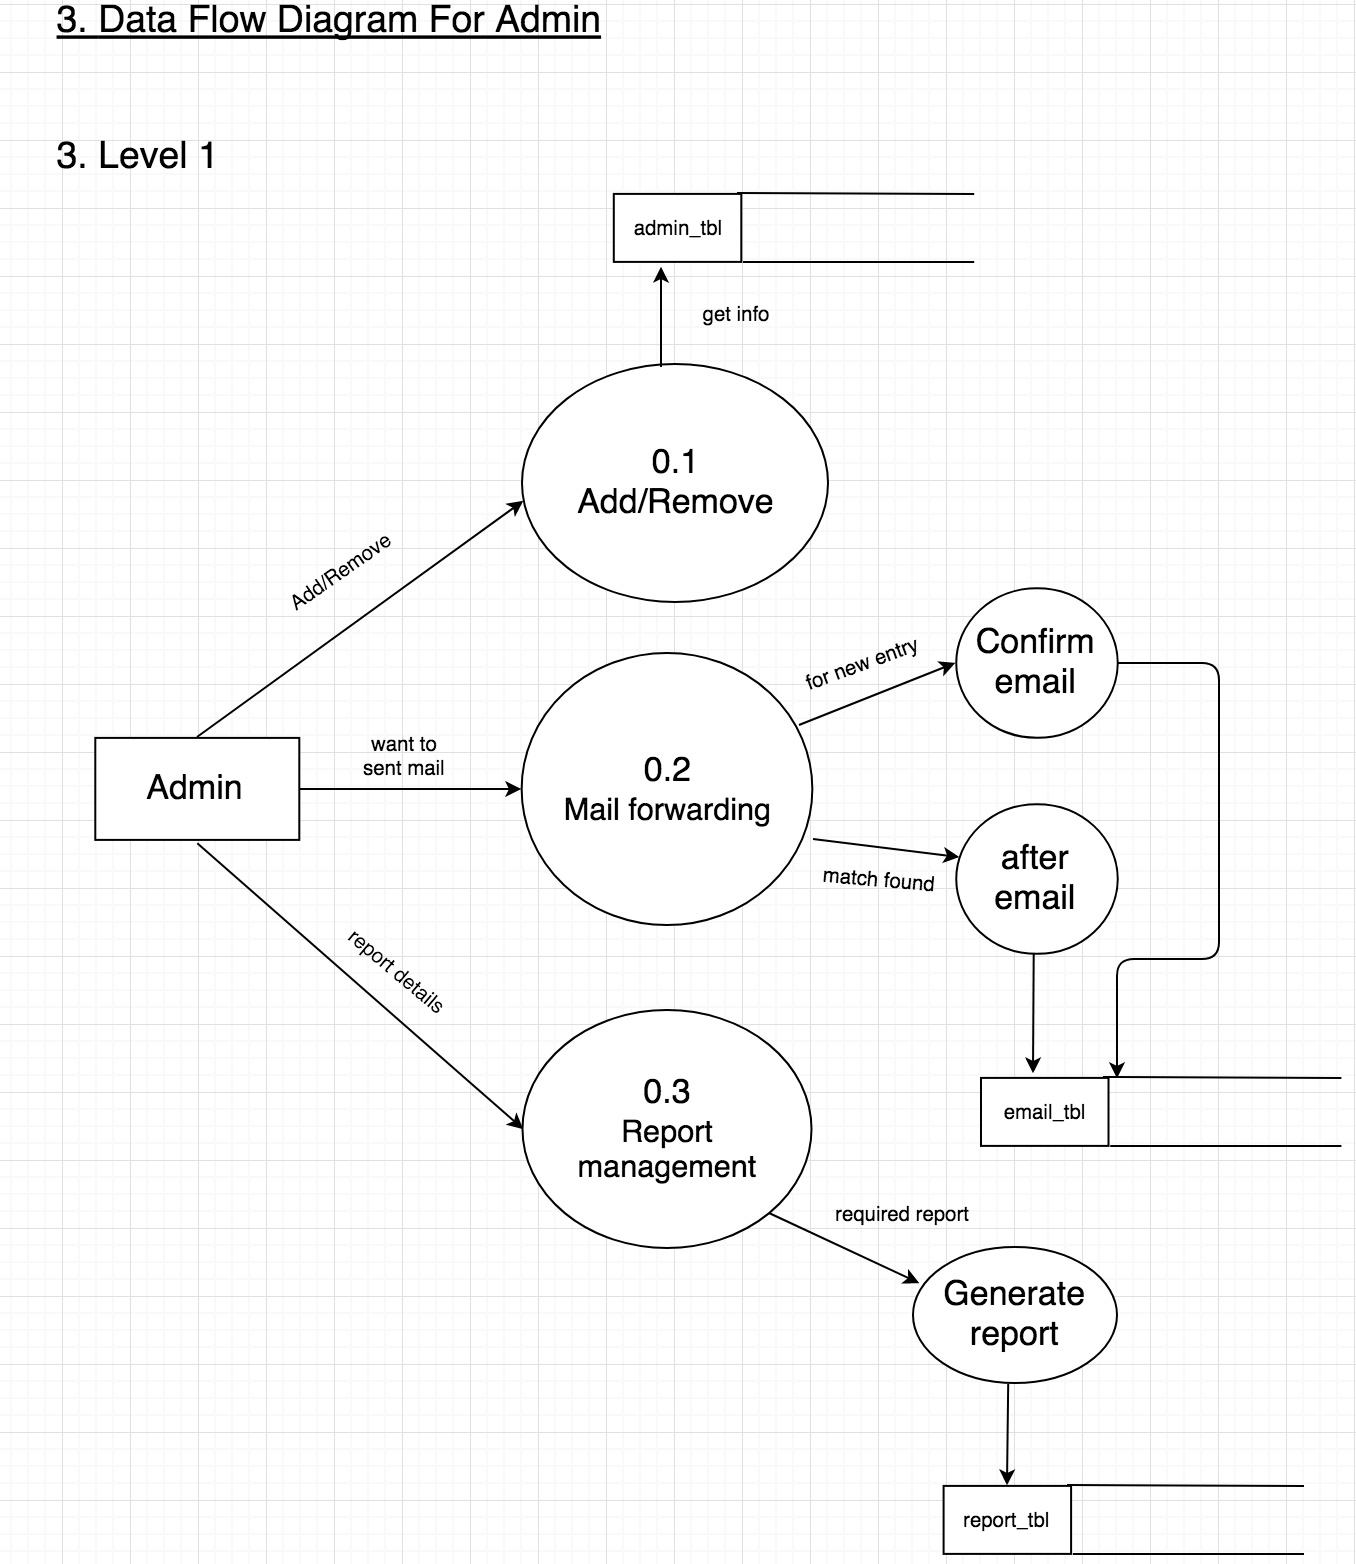 3. Data Flow Diagram For Admin
3. Level 1
admin_tbl
get info
0.1
Add/Remove
Add/Remove
for new entry
Confirm
email
want to
sent mail
Admin
0.2
Mail forwarding
match found
after
email
report details
0.3
Report
management
email_tbl
required report
Generate
report
report_tbl